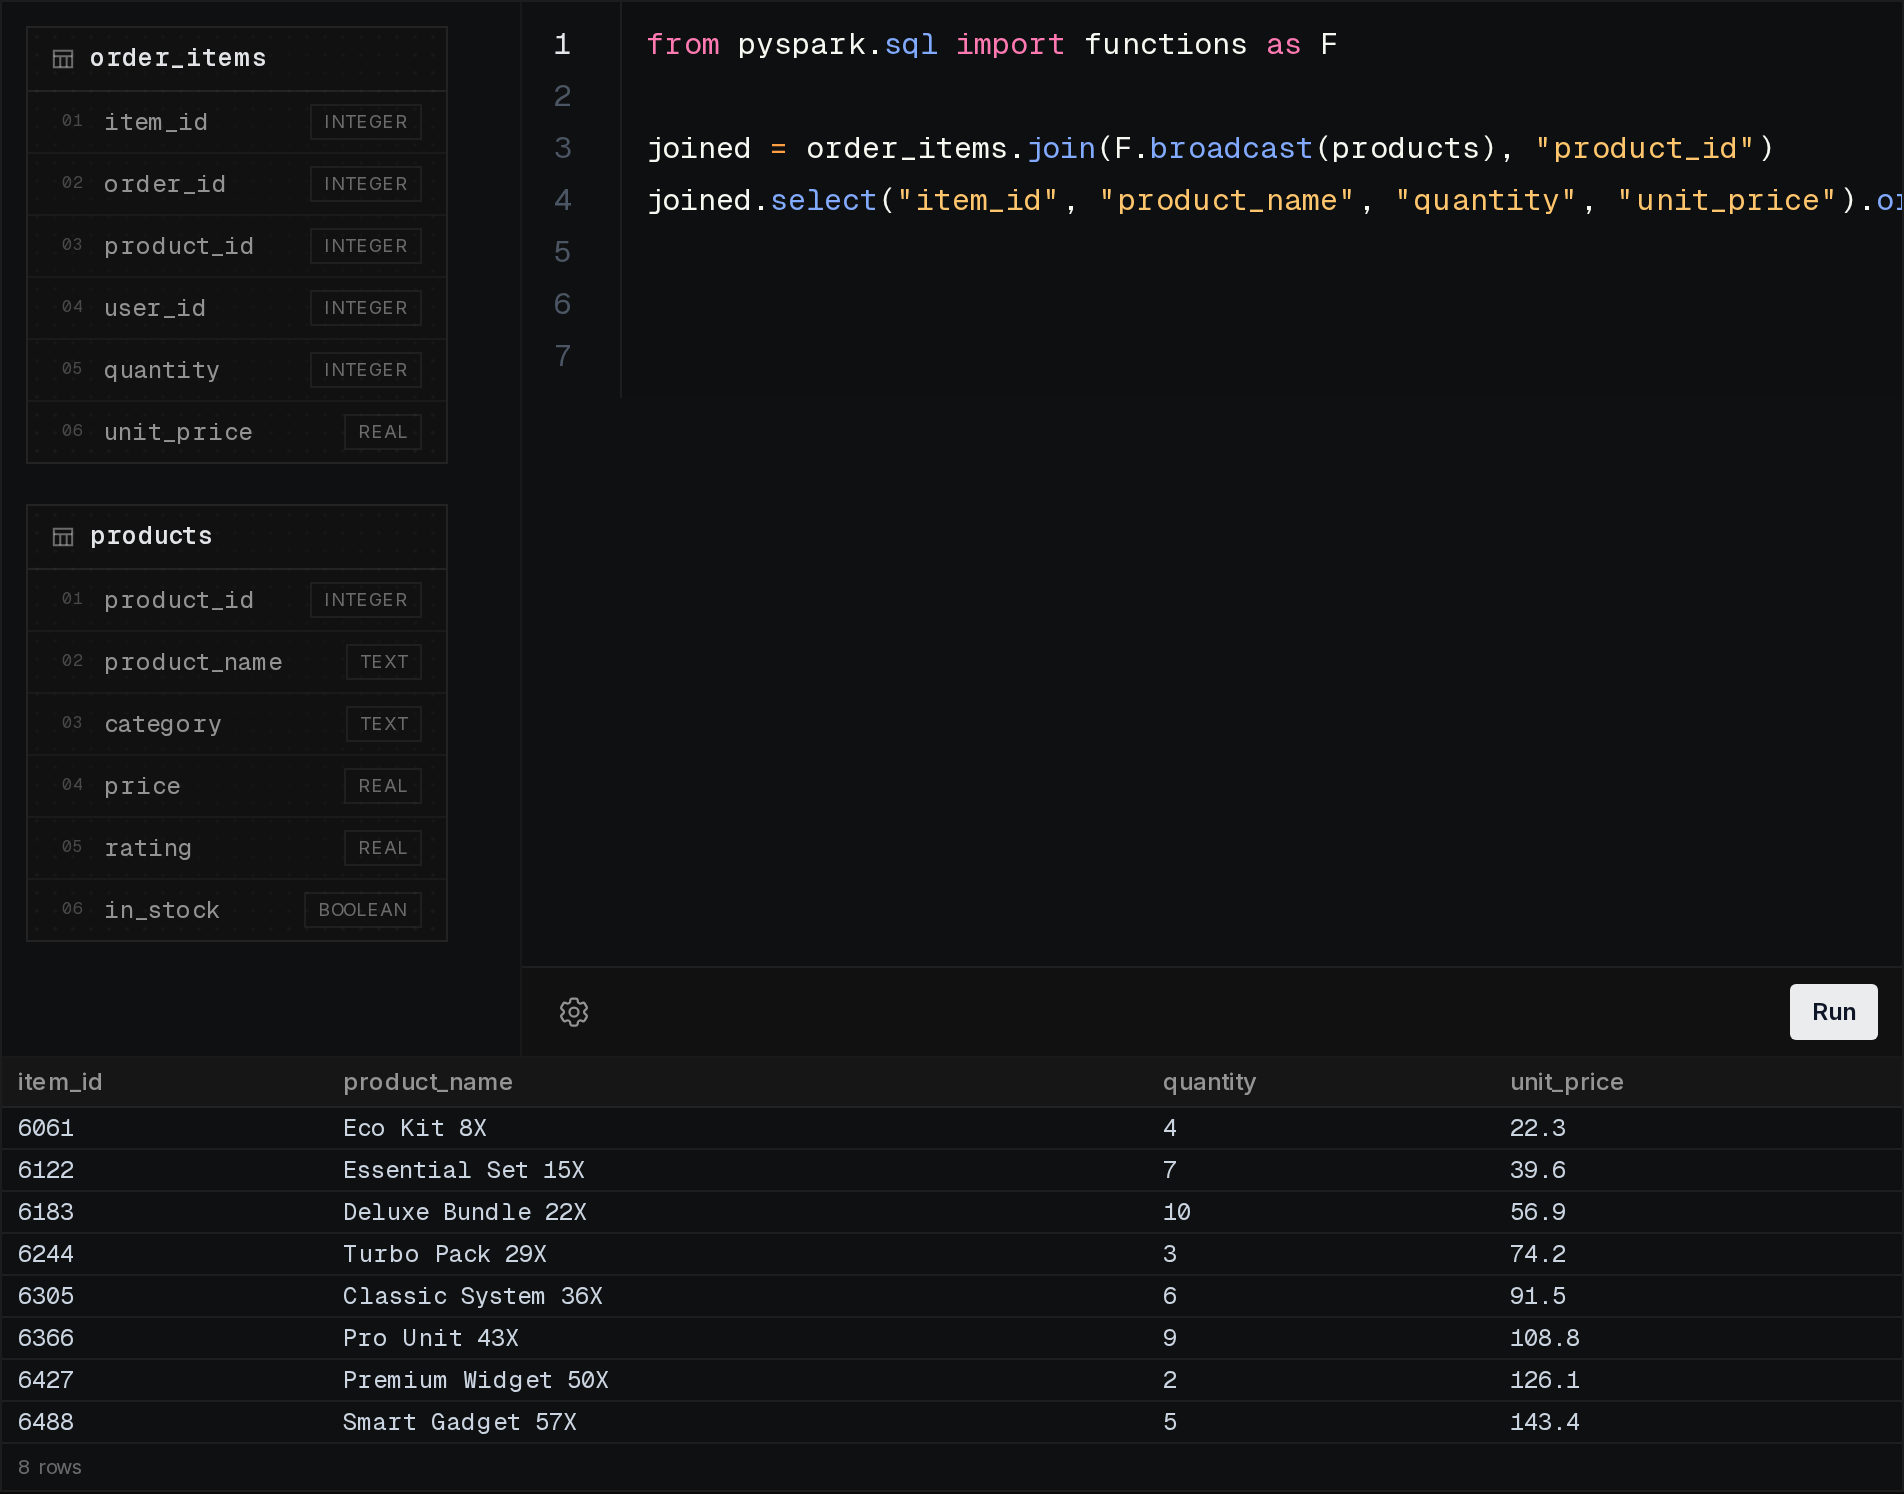 order_items
01 item_id INTEGER
02 order_id INTEGER
03 product_id INTEGER
04 user_id INTEGER
05 quantity INTEGER
06 unit_price REAL
products
01 product_id INTEGER
02 product_name TEXT
03 category TEXT
04 price REAL
05 rating REAL
06 in_stock BOOLEAN
1 from pyspark.sql import functions as F
2
3 joined = order_items.join(F.broadcast(products), "product_id")
4 joined.select("item_id", "product_name", "quantity", "unit_price").
5
6
7
Run
item_id product_name quantity unit_price
6061 Eco Kit 8X 4 22.3
6122 Essential Set 15X 7 39.6
6183 Deluxe Bundle 22X 10 56.9
6244 Turbo Pack 29X 3 74.2
6305 Classic System 36X 6 91.5
6366 Pro Unit 43X 9 108.8
6427 Premium Widget 50X 2 126.1
6488 Smart Gadget 57X 5 143.4
8 rows